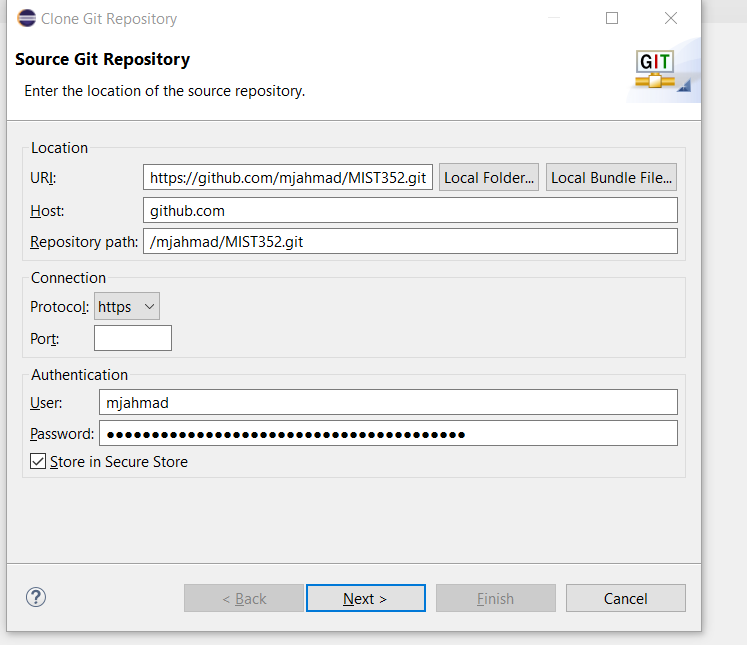 Clone Git Repository
Source Git Repository
GIT
Enter the location of the source repository.
Location
URI: https://github.com/mjahmad/MIST352.git Local Folder... Local Bundle File...
Host: github.com
Repository path: /mjahmad/MIST352.git
Connection
Protocol: https
Port:
Authentication
User: mjahmad
Password: ●●●●●●●●●●●●●●●●●●●●●●●●●●●●●●●●●●●●●●●●
Store in Secure Store
? < Back Next > Finish Cancel